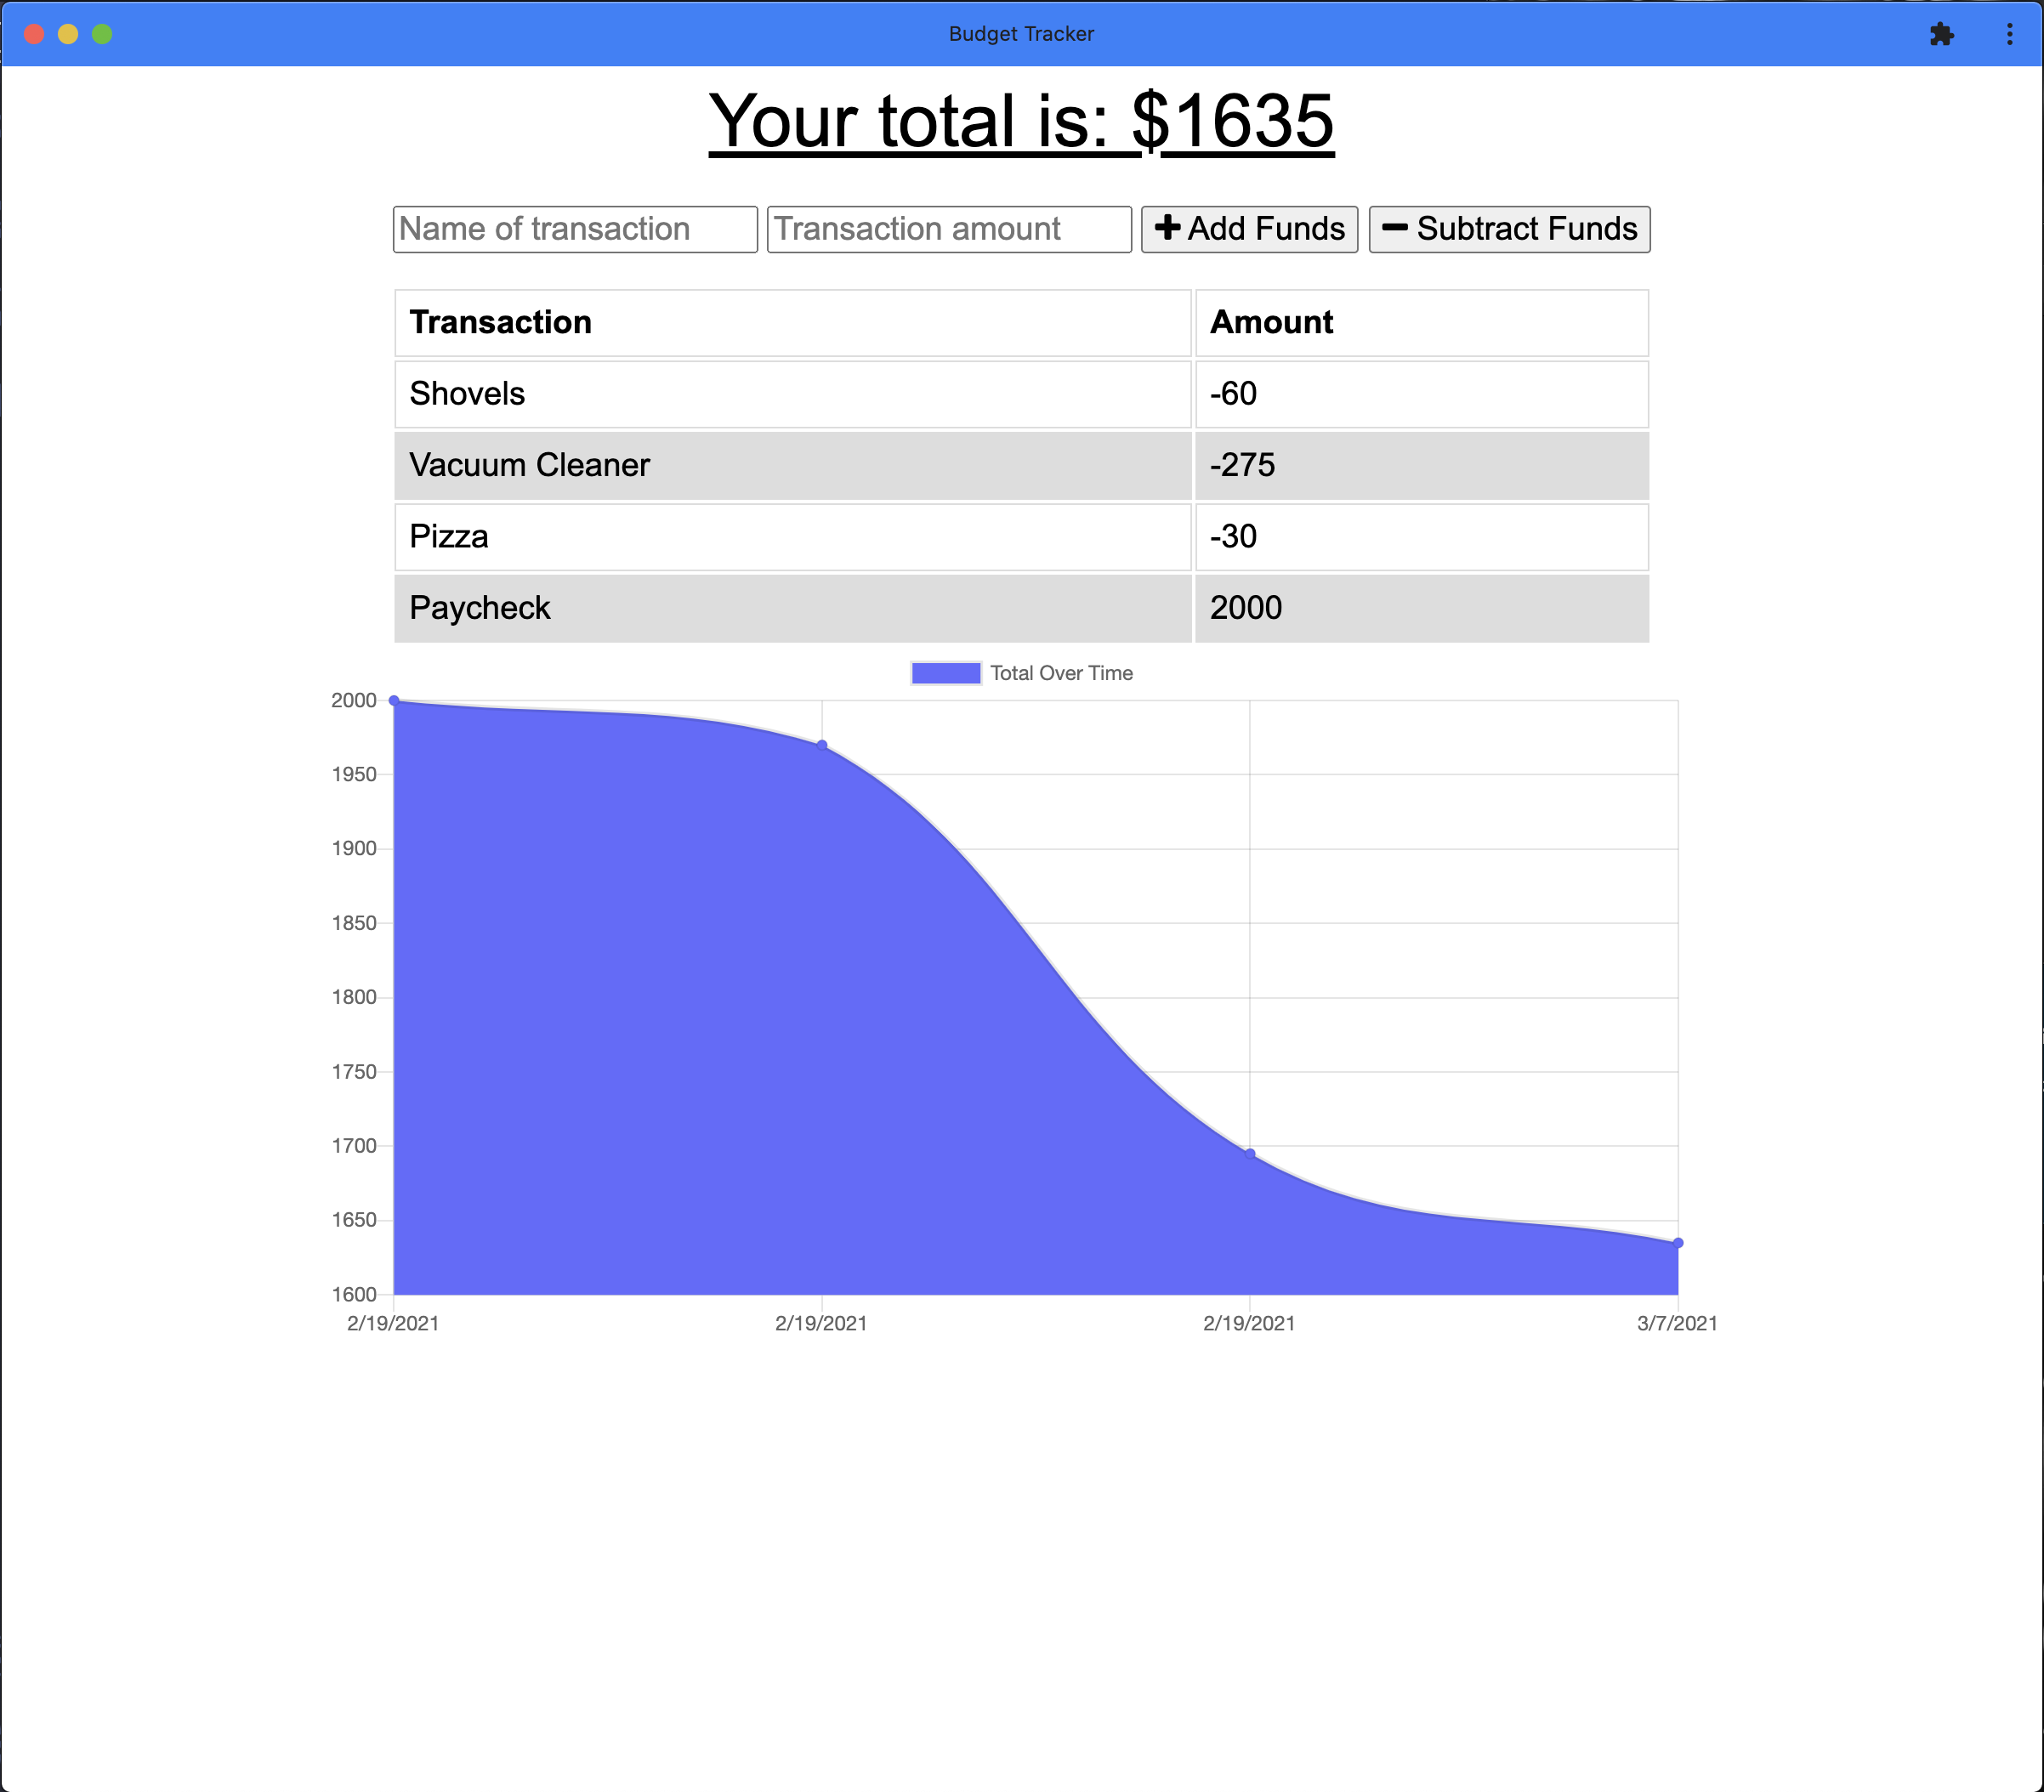 Budget Tracker
Your total is: $1635
Name of transaction Transaction amount Add Funds Subtract Funds
Transaction Amount
Shovels -60
Vacuum Cleaner -275
Pizza -30
Paycheck 2000
Total Over Time
2000
1950
1900
1850
1800
1750
1700
1650
1600
2/19/2021 2/19/2021 2/19/2021 3/7/2021